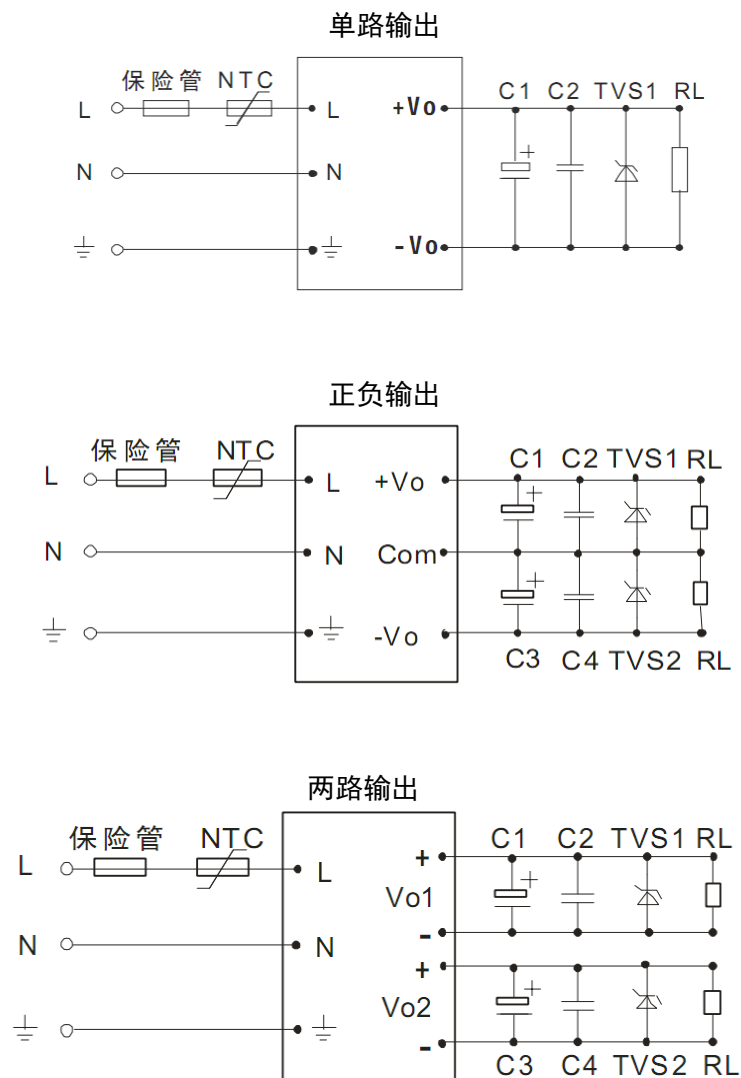 单路输出
保险管 NTC C1 C2 TVS1 RL
L L +Vo
N N
-Vo
正负输出
保险管 NTC C1 C2 TVS1 RL
L L +Vo
N N Com
-Vo
C3 C4 TVS2 RL
两路输出
保险管 NTC C1 C2 TVS1 RL
L L +
Vo1
N N -
+
Vo2
-
C3 C4 TVS2 RL